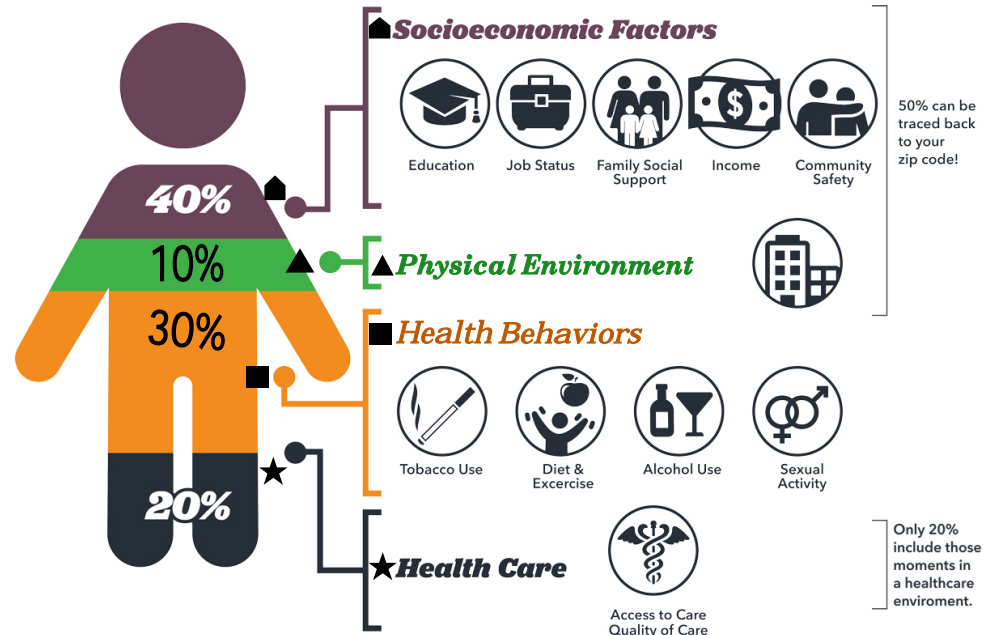 Socioeconomic Factors
Education
Job Status
Family Social
Support
Income
Community
Safety
50% can be
traced back
to your
zip code!
40%
10%
Physical Environment
30%
Health Behaviors
Tobacco Use
Diet &
Excercise
Alcohol Use
Sexual
Activity
20%
Health Care
Access to Care
Quality of Care
Only 20%
include those
moments in
a healthcare
enviroment.